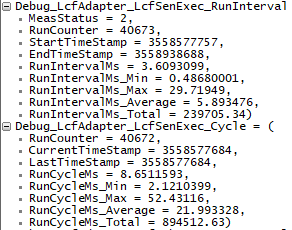 Debug_LcfAdapter_LcfSenExec_RunInterval
MeasStatus = 2,
RunCounter = 40673,
StartTimeStamp = 3558577757,
EndTimeStamp = 3558938688,
RunIntervalMs = 3.6093099,
RunIntervalMs_Min = 0.48680001,
RunIntervalMs_Max = 29.71949,
RunIntervalMs_Average = 5.893476,
RunIntervalMs_Total = 239705.34)
Debug_LcfAdapter_LcfSenExec_Cycle = (
RunCounter = 40672,
CurrentTimeStamp = 3558577684,
LastTimeStamp = 3558577684,
RunCycleMs = 8.6511593,
RunCycleMs_Min = 2.1210399,
RunCycleMs_Max = 52.43116,
RunCycleMs_Average = 21.993328,
RunCycleMs_Total = 894512.63)